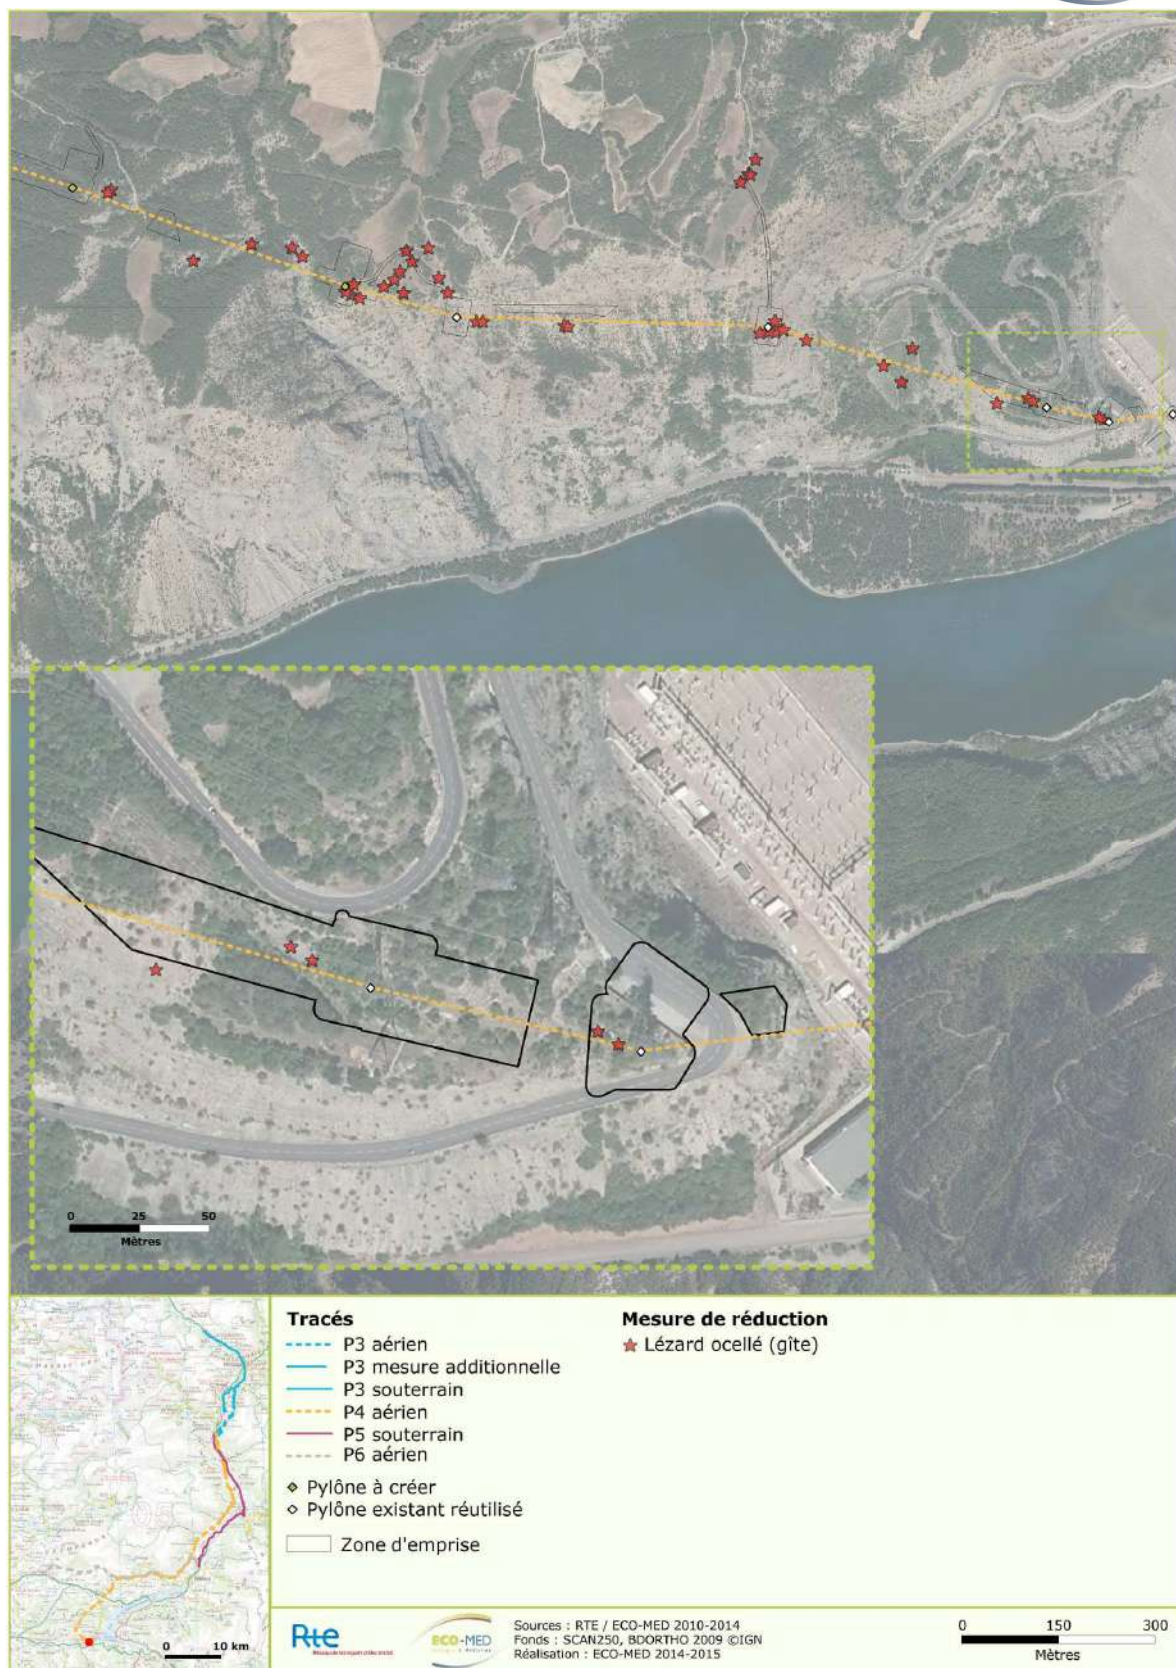 0 25 50
Mètres
Tracés
P3 aérien
P3 mesure additionnelle
P3 souterrain
P4 aérien
P5 souterrain
P6 aérien
Pylône à créer
Pylône existant réutilisé
Zone d'emprise
Mesure de réduction
Lézard ocellé (gîte)
0 10 km
Rte
ECO-MED
Sources : RTE / ECO-MED 2010-2014
Fonds : SCAN250, BDORTHO 2009 ©IGN
Réalisation : ECO-MED 2014-2015
0 150 300
Mètres